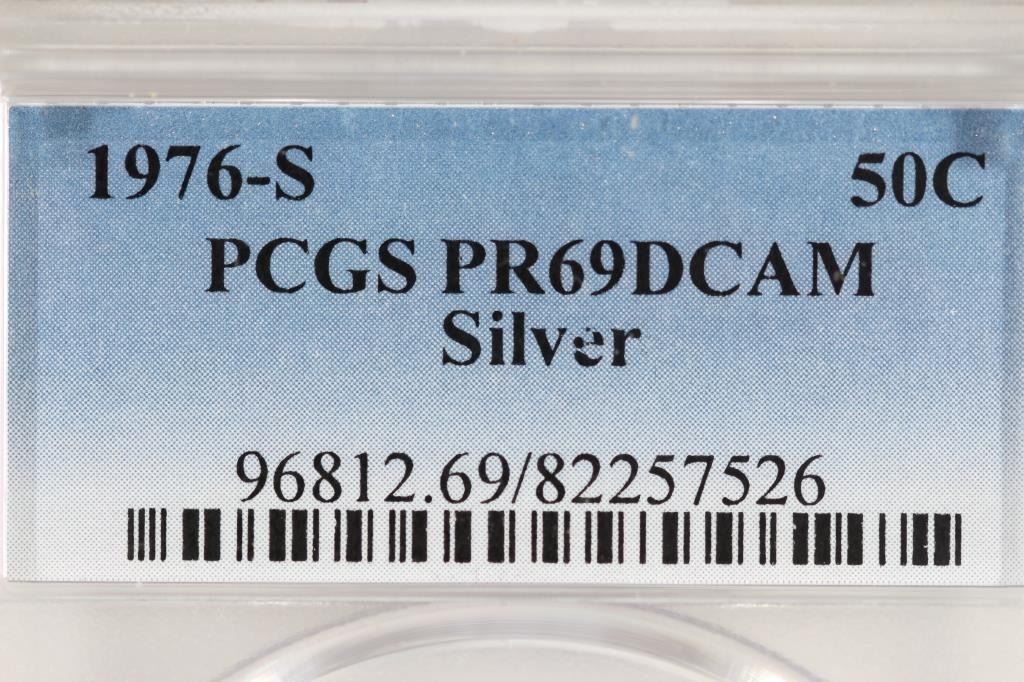 1976-S 50C
PCGS PR69DCAM
Silver
96812.69/82257526